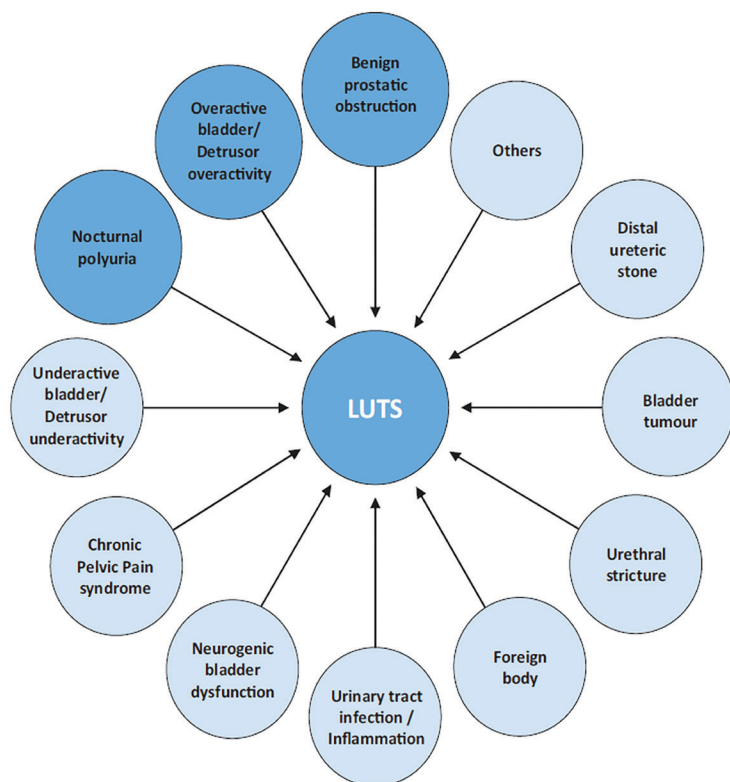 Benign
prostatic
obstruction
Others
Distal
ureteric
stone
Bladder
tumour
Urethral
stricture
Foreign
body
Urinary tract
infection /
Inflammation
Neurogenic
bladder
dysfunction
Chronic
Pelvic Pain
syndrome
Underactive
bladder/
Detrusor
underactivity
Nocturnal
polyuria
Overactive
bladder/
Detrusor
overactivity
LUTS